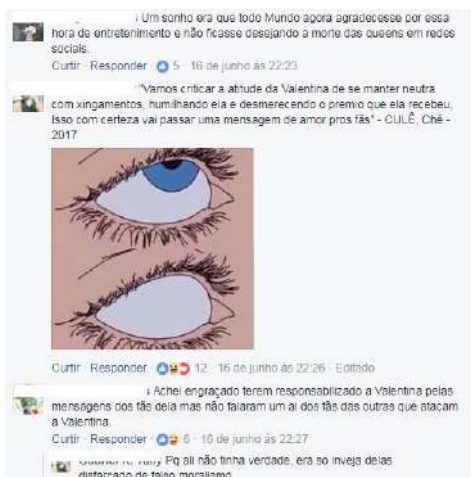 Um sonho era que todo Mundo agora agradecesse por essa
hora de entretenimento e não ficasse desejando a morte das queens em redes
sociais.
Curtir · Responder · 5 · 16 de junho às 22:23
"Vamos criticar a atitude da Valentina de se manter neutra
com xingamentos, humilhando ela e desmerecendo o premio que ela recebeu,
Isso com certeza vai passar uma mensagem de amor pros fãs" - CULÊ, Chê -
2017
Curtir · Responder · 12 · 16 de junho às 22:26 · Editado
Achei engraçado terem responsabilizado a Valentina pelas
mensagens dos fãs dela mas não falaram um ai dos fãs das outras que atacam
a Valentina.
Curtir · Responder · 6 · 16 de junho às 22:27
Pq ali não tinha verdade, era so inveja delas
disfarçado de falso moralismo